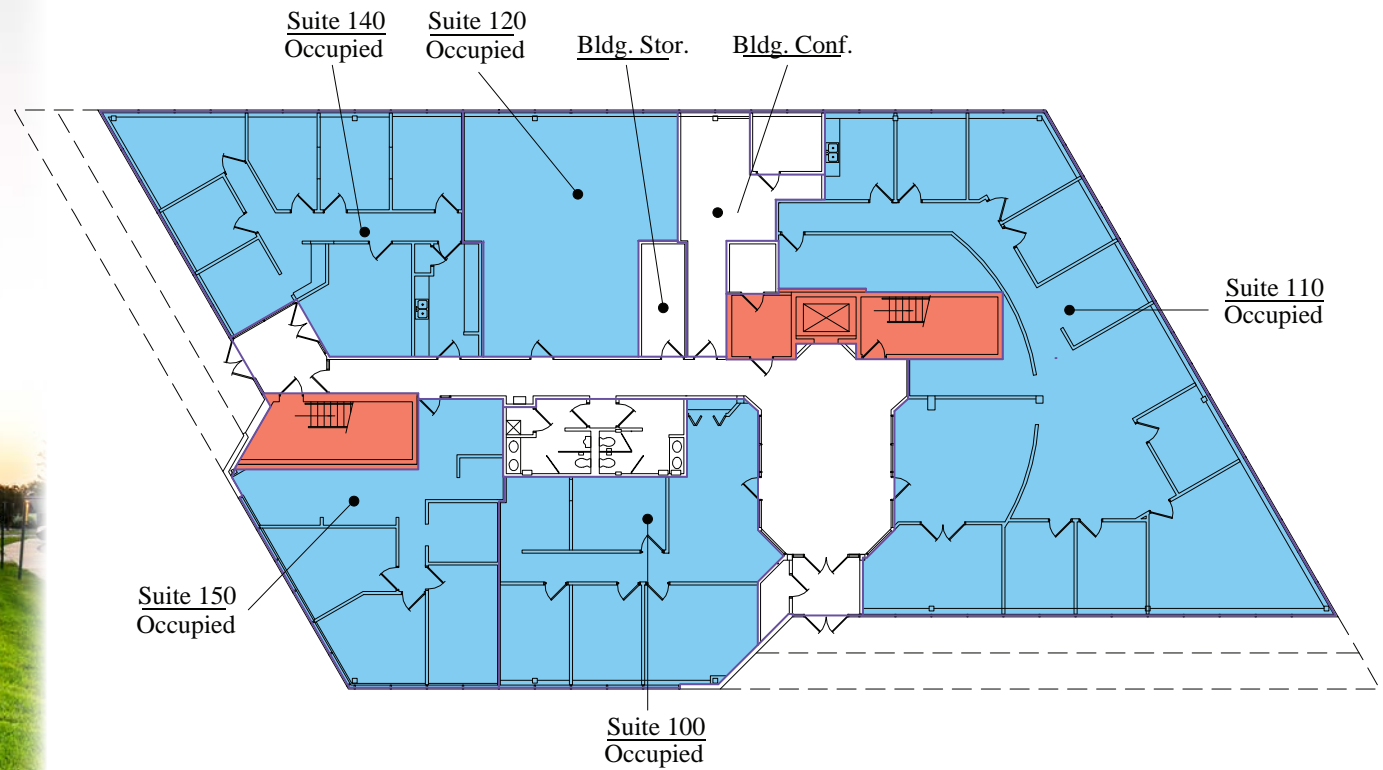 Suite 140
Occupied
Suite 120
Occupied
Bldg. Stor.
Bldg. Conf.
Suite 110
Occupied
Suite 150
Occupied
Suite 100
Occupied